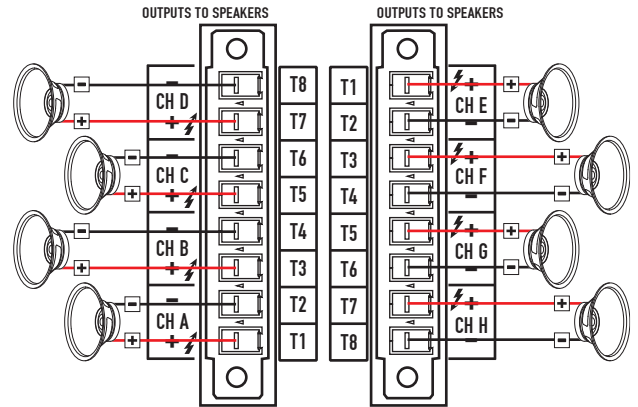 OUTPUTS TO SPEAKERS
OUTPUTS TO SPEAKERS
- - T8 T1 + +
CH D CH E
+ + T7 T2 - -
- - T6 T3 + +
CH C CH F
+ + T5 T4 - -
- - T4 T5 + +
CH B CH G
+ + T3 T6 - -
- - T2 T7 + +
CH A CH H
+ + T1 T8 - -